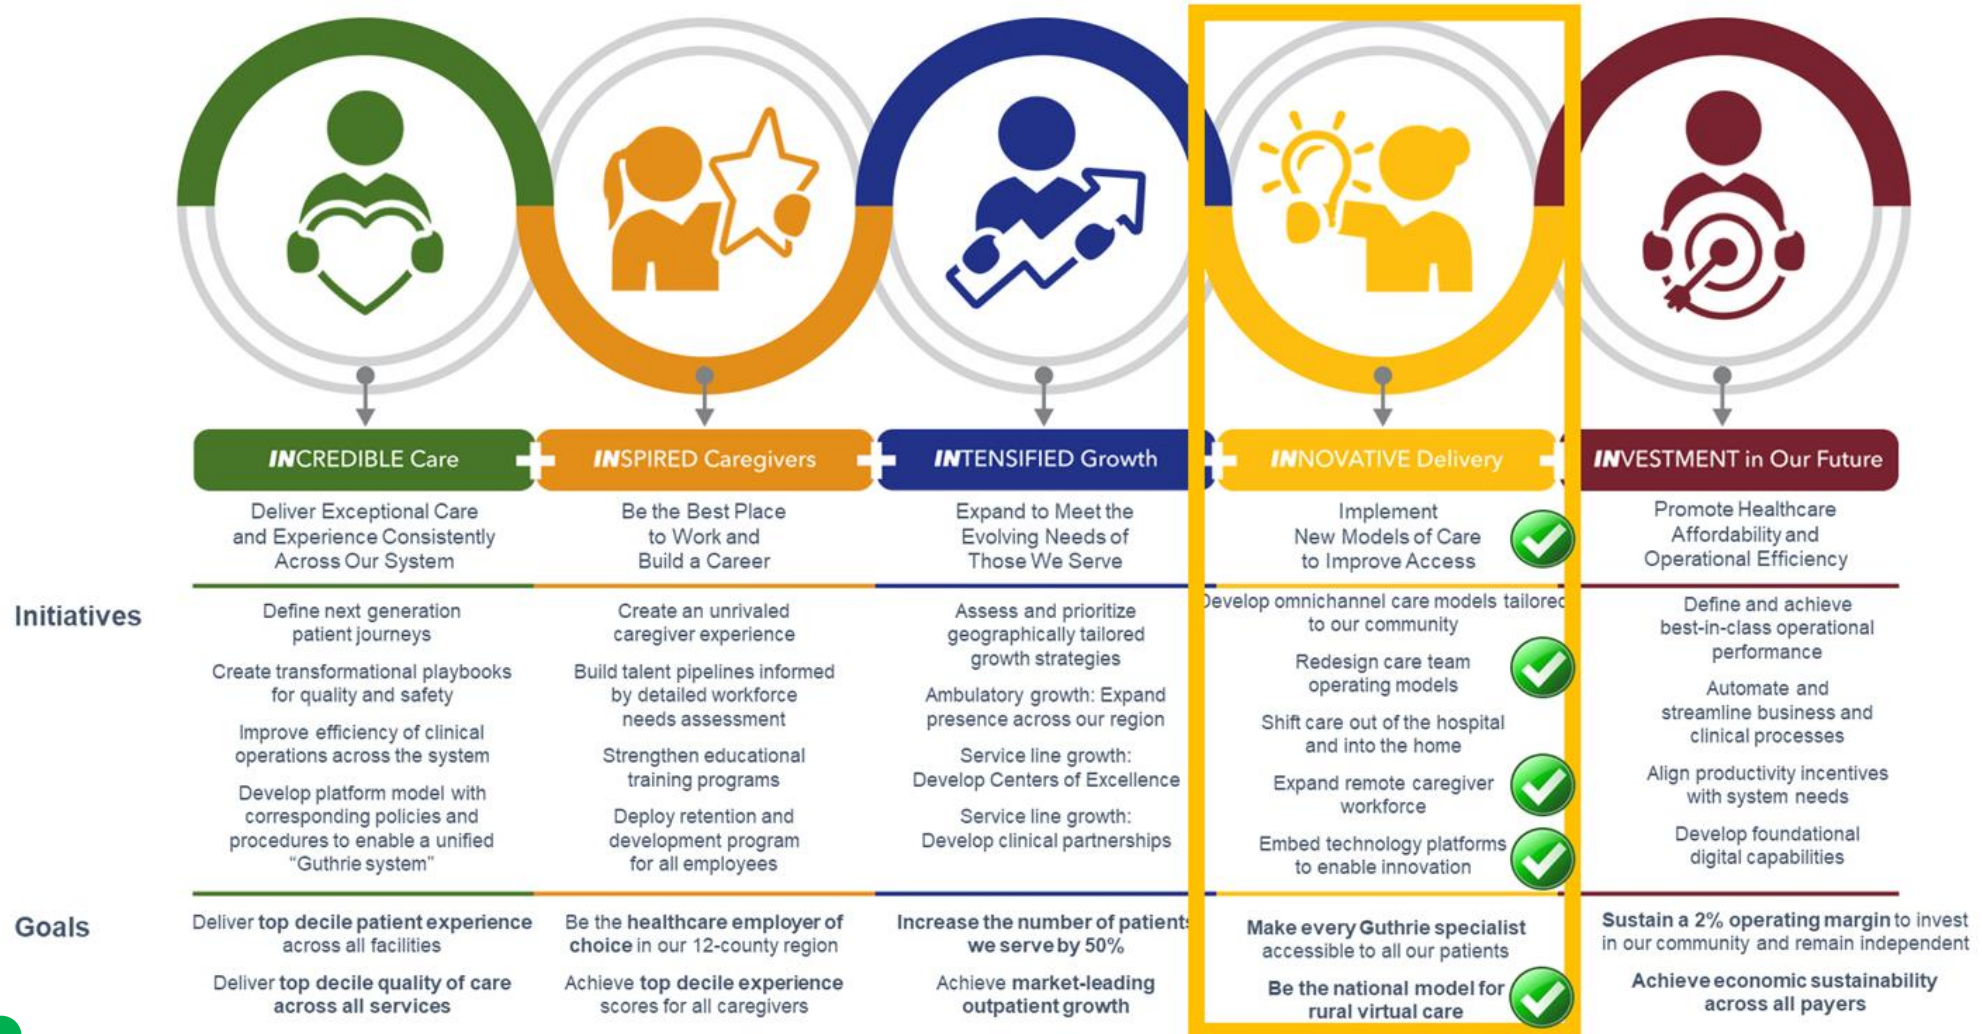 INCREDIBLE Care
Deliver Exceptional Care
and Experience Consistently
Across Our System
INSPIRED Caregivers
Be the Best Place
to Work and
Build a Career
INTENSIFIED Growth
Expand to Meet the
Evolving Needs of
Those We Serve
INNOVATIVE Delivery
Implement
New Models of Care
to Improve Access
INVESTMENT in Our Future
Promote Healthcare
Affordability and
Operational Efficiency
Initiatives
Define next generation
patient journeys
Create transformational playbooks
for quality and safety
Improve efficiency of clinical
operations across the system
Develop platform model with
corresponding policies and
procedures to enable a unified
“Guthrie system”
Create an unrivaled
caregiver experience
Build talent pipelines informed
by detailed workforce
needs assessment
Strengthen educational
training programs
Deploy retention and
development program
for all employees
Assess and prioritize
geographically tailored
growth strategies
Ambulatory growth: Expand
presence across our region
Service line growth:
Develop Centers of Excellence
Service line growth:
Develop clinical partnerships
Develop omnichannel care models tailored
to our community
Redesign care team
operating models
Shift care out of the hospital
and into the home
Expand remote caregiver
workforce
Embed technology platforms
to enable innovation
Define and achieve
best-in-class operational
performance
Automate and
streamline business and
clinical processes
Align productivity incentives
with system needs
Develop foundational
digital capabilities
Goals
Deliver top decile patient experience
across all facilities
Deliver top decile quality of care
across all services
Be the healthcare employer of
choice in our 12-county region
Achieve top decile experience
scores for all caregivers
Increase the number of patients
we serve by 50%
Achieve market-leading
outpatient growth
Make every Guthrie specialist
accessible to all our patients
Be the national model for
rural virtual care
Sustain a 2% operating margin to invest
in our community and remain independent
Achieve economic sustainability
across all payers